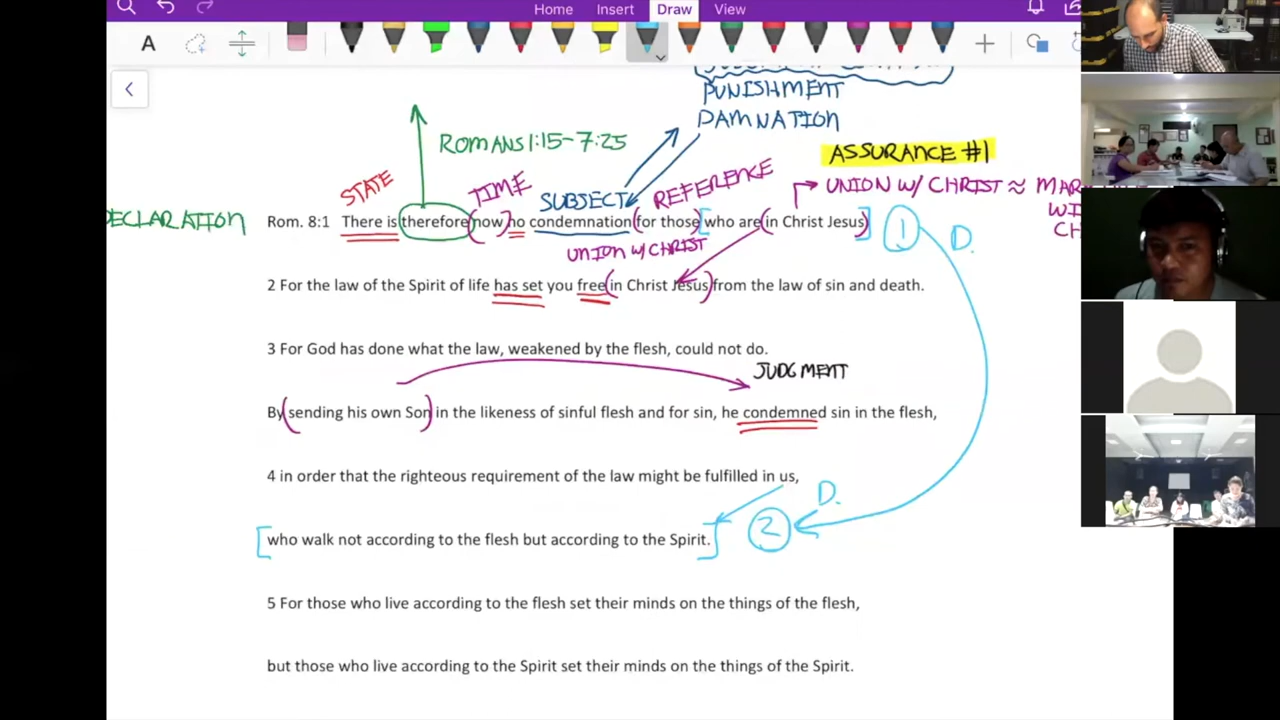 Home Insert Draw View
A
PUNISHMENT
DAMNATION
ROMANS 1:15-7:25
ASSURANCE #1
STATE
TIME
SUBJECT
REFERENCE
UNION W/ CHRIST ≈
DECLARATION
Rom. 8:1 There is therefore now no condemnation for those who are in Christ Jesus
1
D.
UNION W/ CHRIST
2 For the law of the Spirit of life has set you free in Christ Jesus from the law of sin and death.
3 For God has done what the law, weakened by the flesh, could not do.
JUDGMENT
By sending his own Son in the likeness of sinful flesh and for sin, he condemned sin in the flesh,
4 in order that the righteous requirement of the law might be fulfilled in us,
D.
2
who walk not according to the flesh but according to the Spirit.
5 For those who live according to the flesh set their minds on the things of the flesh,
but those who live according to the Spirit set their minds on the things of the Spirit.